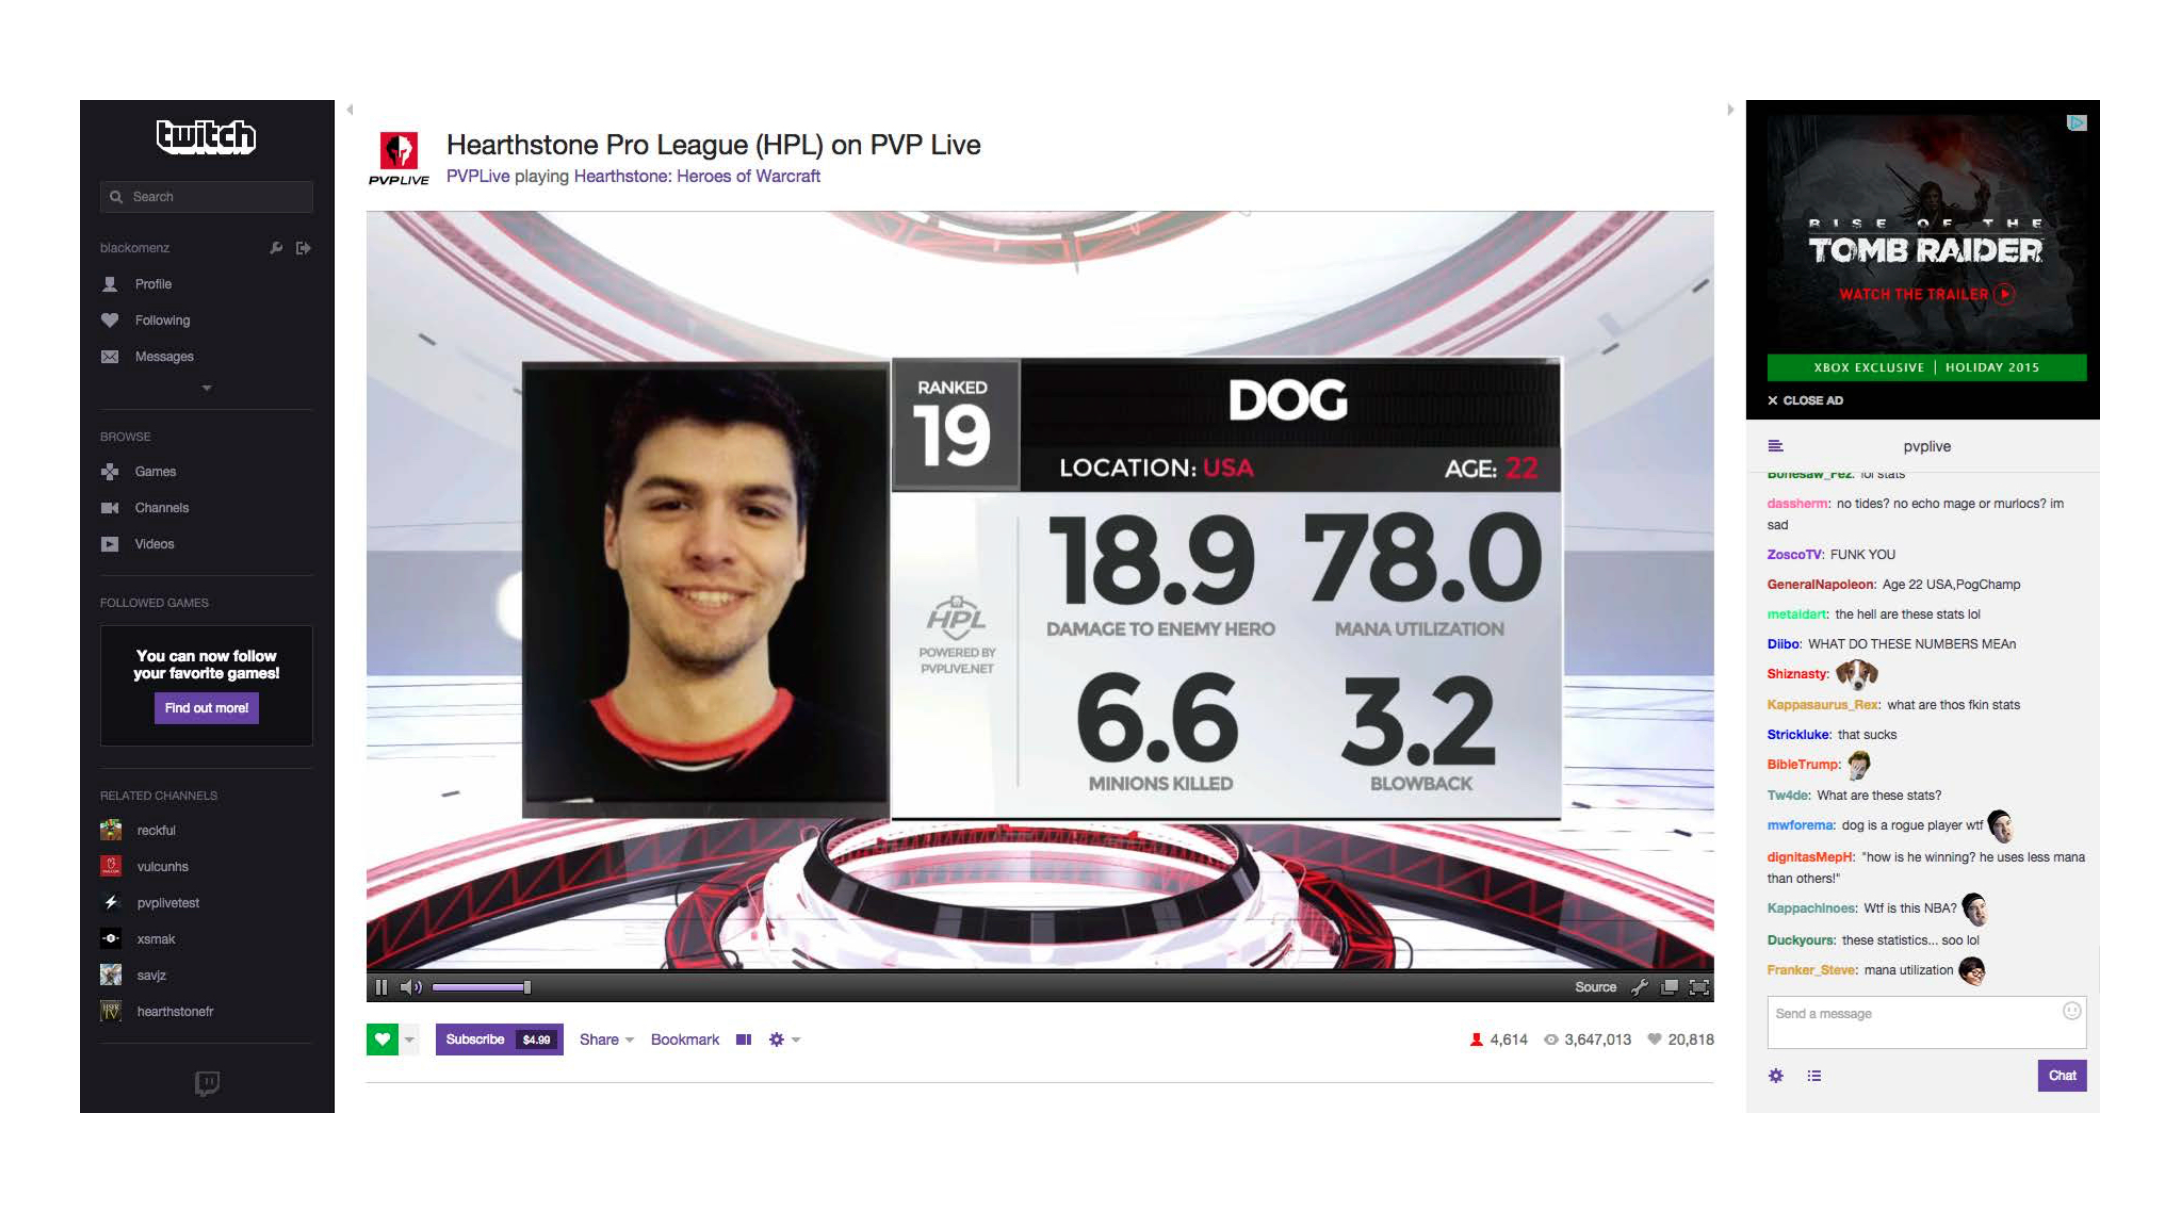 twitch
Search
blackomenz
Profile
Following
Messages
BROWSE
Games
Channels
Videos
FOLLOWED GAMES
You can now follow
your favorite games!
Find out more!
RELATED CHANNELS
reckful
vulcunhs
pvplivetest
xsmak
savjz
hearthstonefr
PVPLIVE
Hearthstone Pro League (HPL) on PVP Live
PVPLive playing Hearthstone: Heroes of Warcraft
RANKED
19
DOG
LOCATION: USA
AGE: 22
HPL
POWERED BY
PVPLIVE.NET
18.9
DAMAGE TO ENEMY HERO
78.0
MANA UTILIZATION
6.6
MINIONS KILLED
3.2
BLOWBACK
Source
Subscribe $4.99 Share Bookmark
4,614 3,647,013 20,818
RISE OF THE
TOMB RAIDER
WATCH THE TRAILER
XBOX EXCLUSIVE | HOLIDAY 2015
X CLOSE AD
pvplive
Bonesaw_Fez: lol stats
dassherm: no tides? no echo mage or murlocs? im
sad
ZoscoTV: FUNK YOU
GeneralNapoleon: Age 22 USA,PogChamp
metaldart: the hell are these stats lol
Diibo: WHAT DO THESE NUMBERS MEAn
Shiznasty:
Kappasaurus_Rex: what are thos fkin stats
Strickluke: that sucks
BibleTrump:
Tw4de: What are these stats?
mwforema: dog is a rogue player wtf
dignitasMepH: "how is he winning? he uses less mana
than others!"
Kappachinoes: Wtf is this NBA?
Duckyours: these statistics... soo lol
Franker_Steve: mana utilization
Send a message
Chat